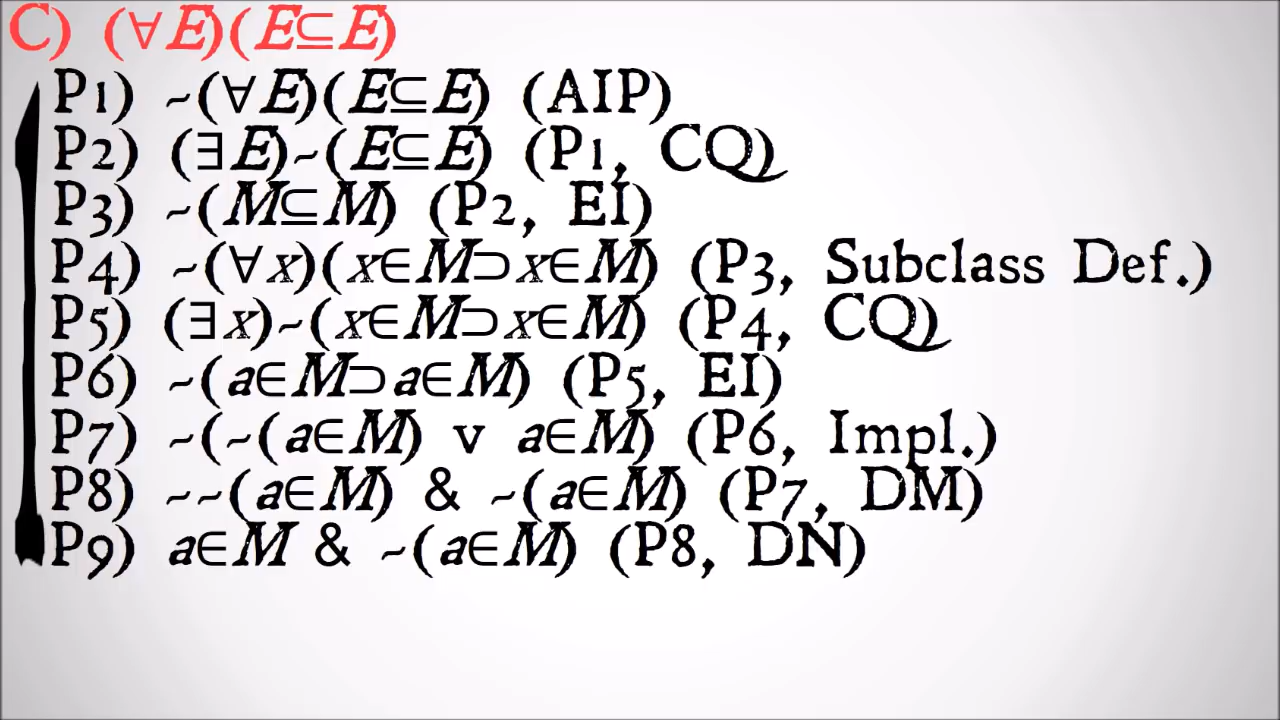 C) (∀E)(E⊆E)
P1) ~(∀E)(E⊆E) (AIP)
P2) (∃E)~(E⊆E) (P1, CQ)
P3) ~(M⊆M) (P2, EI)
P4) ~(∀x)(x∈M⊃x∈M) (P3, Subclass Def.)
P5) (∃x)~(x∈M⊃x∈M) (P4, CQ)
P6) ~(a∈M⊃a∈M) (P5, EI)
P7) ~(~(a∈M) v a∈M) (P6, Impl.)
P8) ~~(a∈M) & ~(a∈M) (P7, DM)
P9) a∈M & ~(a∈M) (P8, DN)